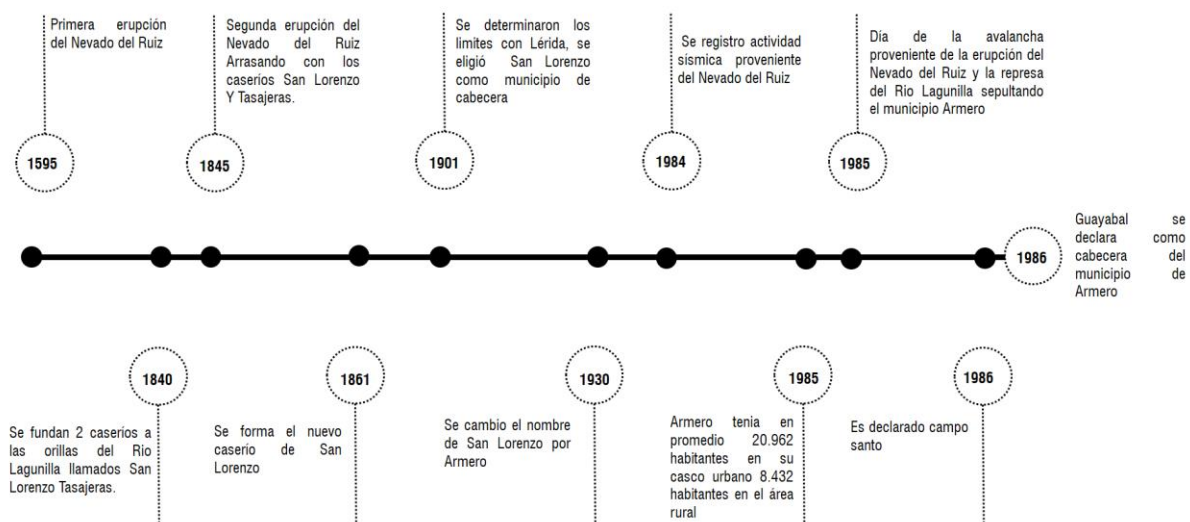 Primera erupción
del Nevado del Ruiz
1595
Segunda erupción del
Nevado del Ruiz
Arrasando con los
caseríos San Lorenzo
Y Tasajeras.
1845
Se determinaron los
limites con Lérida, se
eligió San Lorenzo
como municipio de
cabecera
1901
Se registro actividad
sísmica proveniente
del Nevado del Ruiz
1984
Día de la avalancha
proveniente de la erupción del
Nevado del Ruiz y la represa
del Rio Lagunilla sepultando
el municipio Armero
1985
Guayabal se
declara como
cabecera del
municipio de
Armero
1986
1840
Se fundan 2 caseríos a
las orillas del Rio
Lagunilla llamados San
Lorenzo Tasajeras.
1861
Se forma el nuevo
caserío de San
Lorenzo
1930
Se cambio el nombre
de San Lorenzo por
Armero
1985
Armero tenia en
promedio 20.962
habitantes en su
casco urbano 8.432
habitantes en el área
rural
1986
Es declarado campo
santo